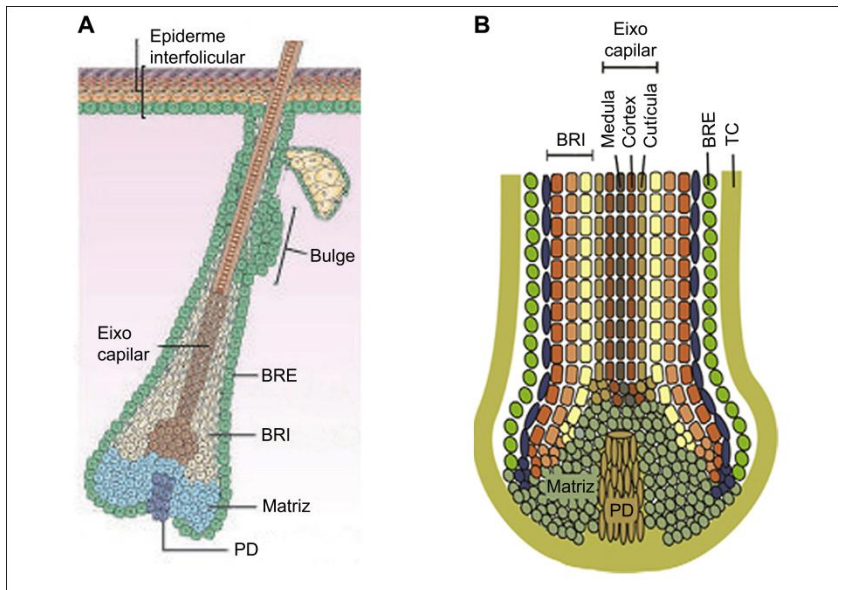 A
Epiderme
interfolicular
Bulge
Eixo
capilar
BRE
BRI
Matriz
PD
B
Eixo
capilar
BRI
Medula
Córtex
Cutícula
BRE
TC
Matriz
PD